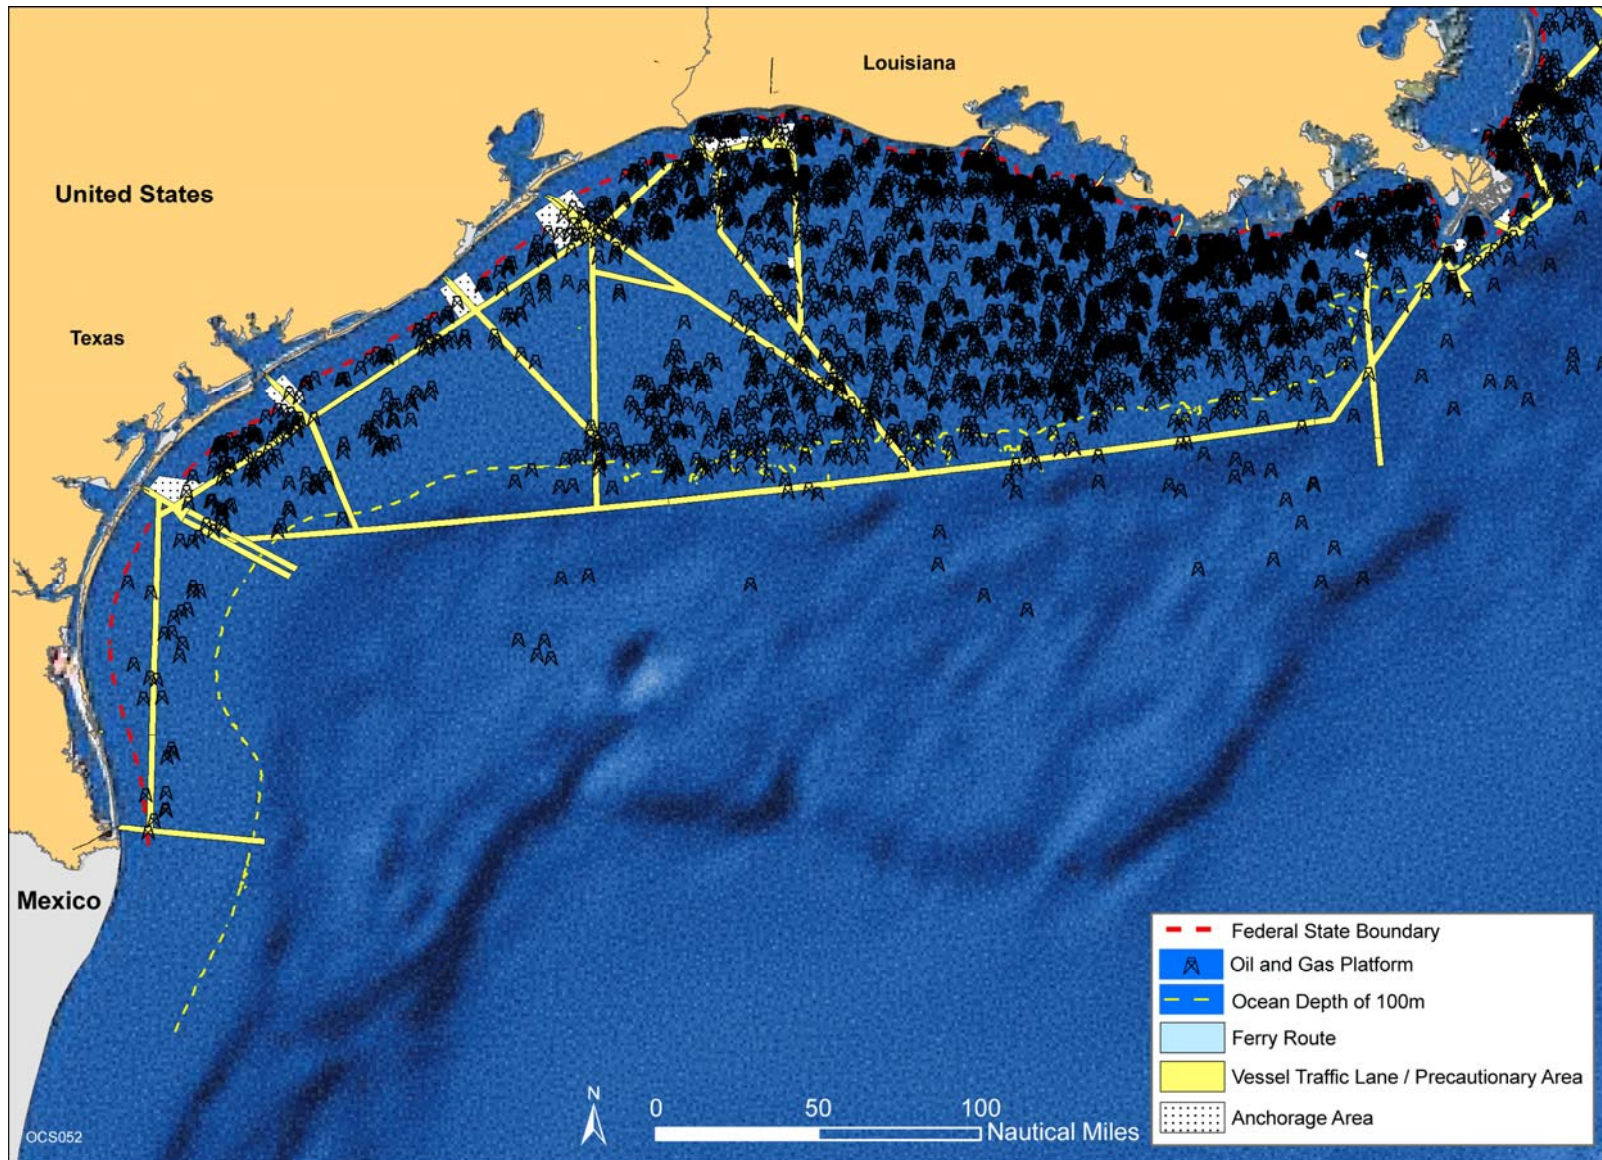 Louisiana
United States
Texas
Mexico
Federal State Boundary
Oil and Gas Platform
Ocean Depth of 100m
Ferry Route
Vessel Traffic Lane / Precautionary Area
Anchorage Area
N
0 50 100
Nautical Miles
OCS052